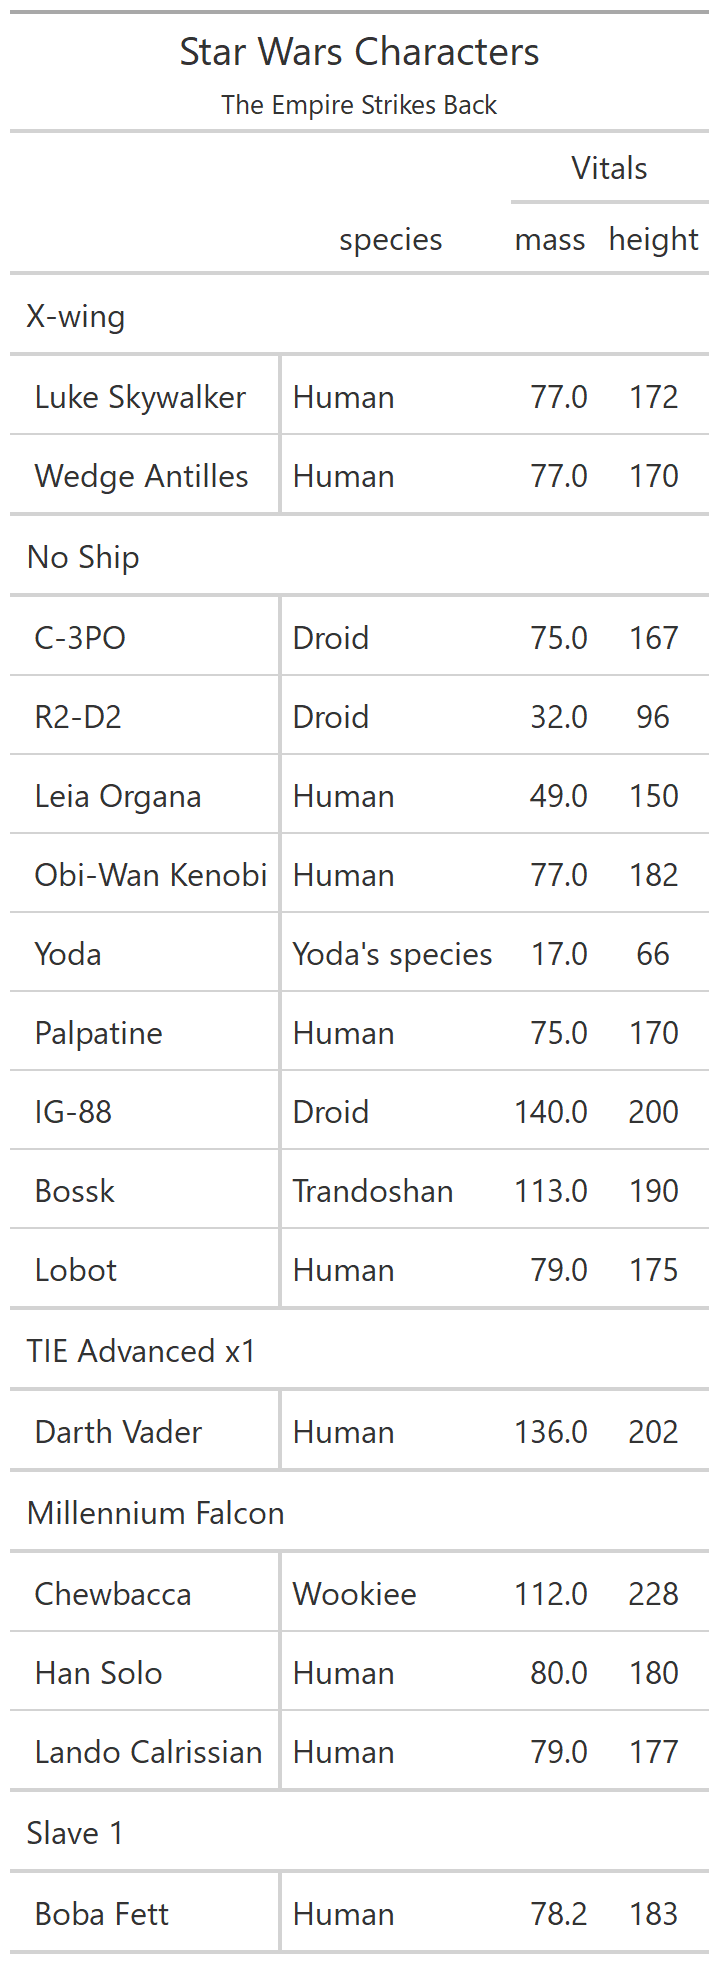 Star Wars Characters
The Empire Strikes Back
Vitals
species mass height
X-wing
Luke Skywalker Human 77.0 172
Wedge Antilles Human 77.0 170
No Ship
C-3PO Droid 75.0 167
R2-D2 Droid 32.0 96
Leia Organa Human 49.0 150
Obi-Wan Kenobi Human 77.0 182
Yoda Yoda's species 17.0 66
Palpatine Human 75.0 170
IG-88 Droid 140.0 200
Bossk Trandoshan 113.0 190
Lobot Human 79.0 175
TIE Advanced x1
Darth Vader Human 136.0 202
Millennium Falcon
Chewbacca Wookiee 112.0 228
Han Solo Human 80.0 180
Lando Calrissian Human 79.0 177
Slave 1
Boba Fett Human 78.2 183